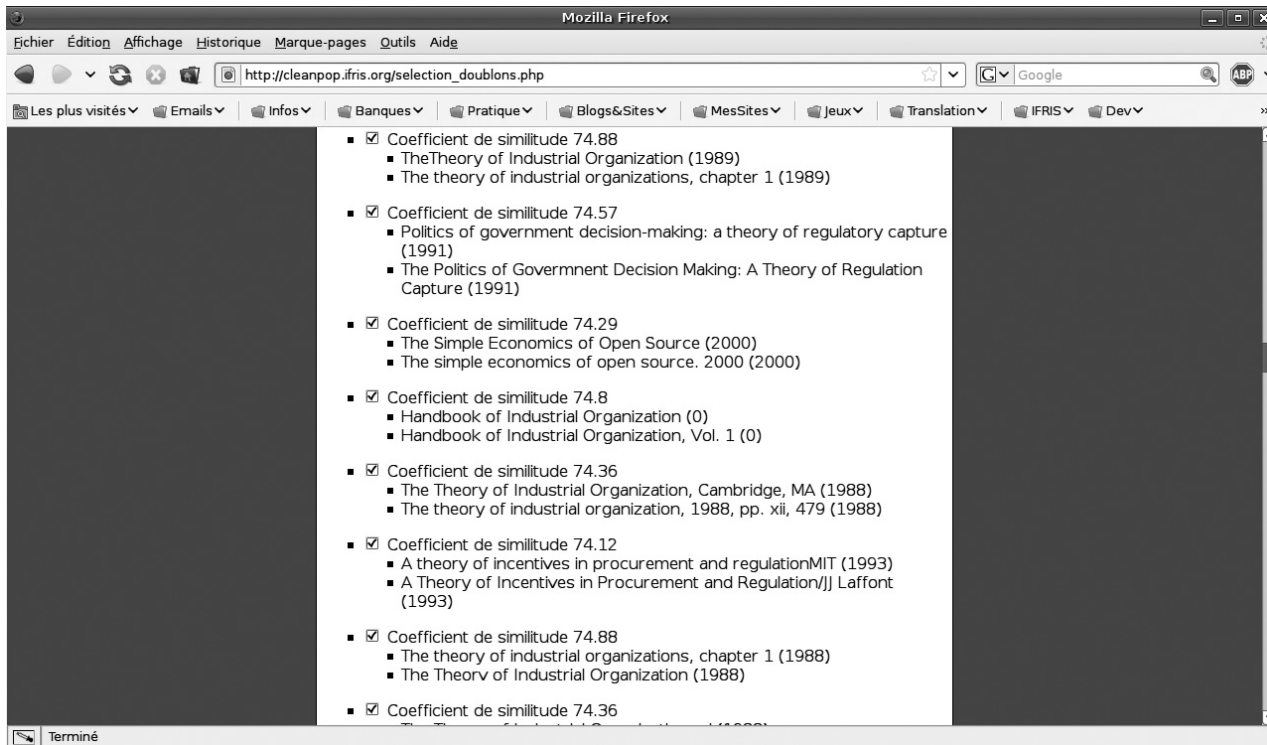 Mozilla Firefox
Fichier Édition Affichage Historique Marque-pages Outils Aide
http://cleanpop.ifris.org/selection_doublons.php
G Google
ABP
Les plus visités Emails Infos Banques Pratique Blogs&Sites MesSites Jeux Translation IFRIS Dev »
Coefficient de similitude 74.88
TheTheory of Industrial Organization (1989)
The theory of industrial organizations, chapter 1 (1989)
Coefficient de similitude 74.57
Politics of government decision-making: a theory of regulatory capture
(1991)
The Politics of Govermnent Decision Making: A Theory of Regulation
Capture (1991)
Coefficient de similitude 74.29
The Simple Economics of Open Source (2000)
The simple economics of open source. 2000 (2000)
Coefficient de similitude 74.8
Handbook of Industrial Organization (0)
Handbook of Industrial Organization, Vol. 1 (0)
Coefficient de similitude 74.36
The Theory of Industrial Organization, Cambridge, MA (1988)
The theory of industrial organization, 1988, pp. xii, 479 (1988)
Coefficient de similitude 74.12
A theory of incentives in procurement and regulationMIT (1993)
A Theory of Incentives in Procurement and Regulation/JJ Laffont
(1993)
Coefficient de similitude 74.88
The theory of industrial organizations, chapter 1 (1988)
The Theorv of Industrial Organization (1988)
Coefficient de similitude 74.36
Terminé